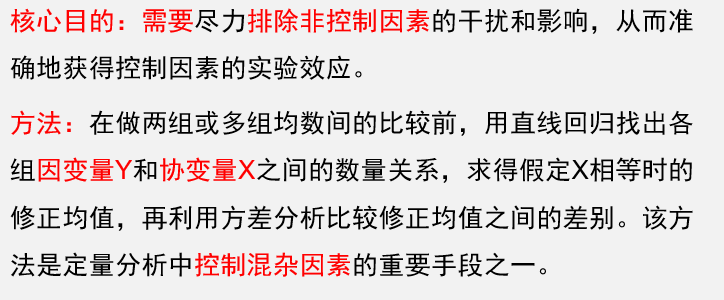 核心目的：需要尽力排除非控制因素的干扰和影响，从而准
确地获得控制因素的实验效应。
方法：在做两组或多组均数间的比较前，用直线回归找出各
组因变量Y和协变量X之间的数量关系，求得假定X相等时的
修正均值，再利用方差分析比较修正均值之间的差别。该方
法是定量分析中控制混杂因素的重要手段之一。